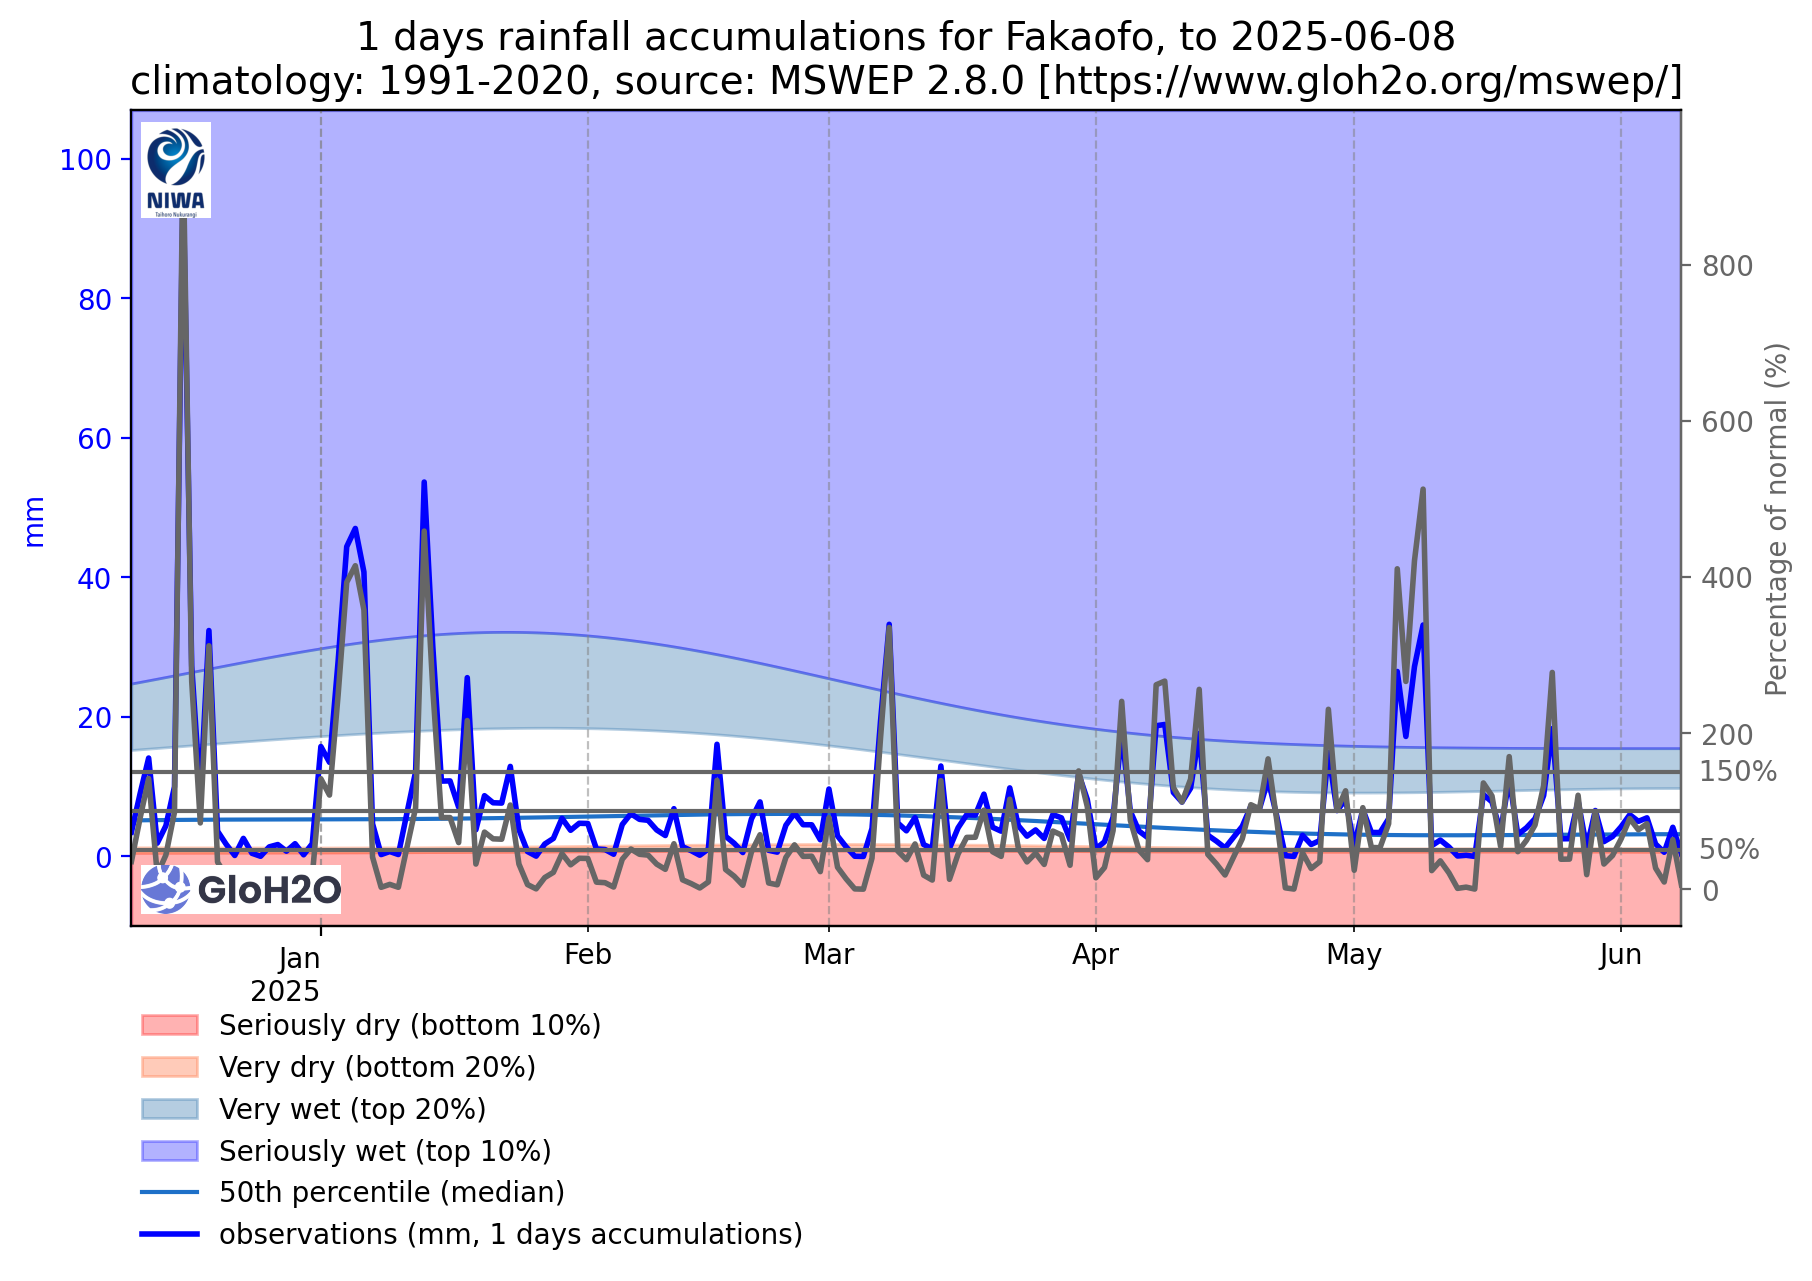 1 days rainfall accumulations for Fakaofo, to 2025-06-08
climatology: 1991-2020, source: MSWEP 2.8.0 [https://www.gloh2o.org/mswep/]
NIWA
Taihoro Nukurangi
100
80
60
40
20
0
mm
800
600
400
200
150%
50%
0
Percentage of normal (%)
GloH2O
Jan
2025
Feb
Mar
Apr
May
Jun
Seriously dry (bottom 10%)
Very dry (bottom 20%)
Very wet (top 20%)
Seriously wet (top 10%)
50th percentile (median)
observations (mm, 1 days accumulations)